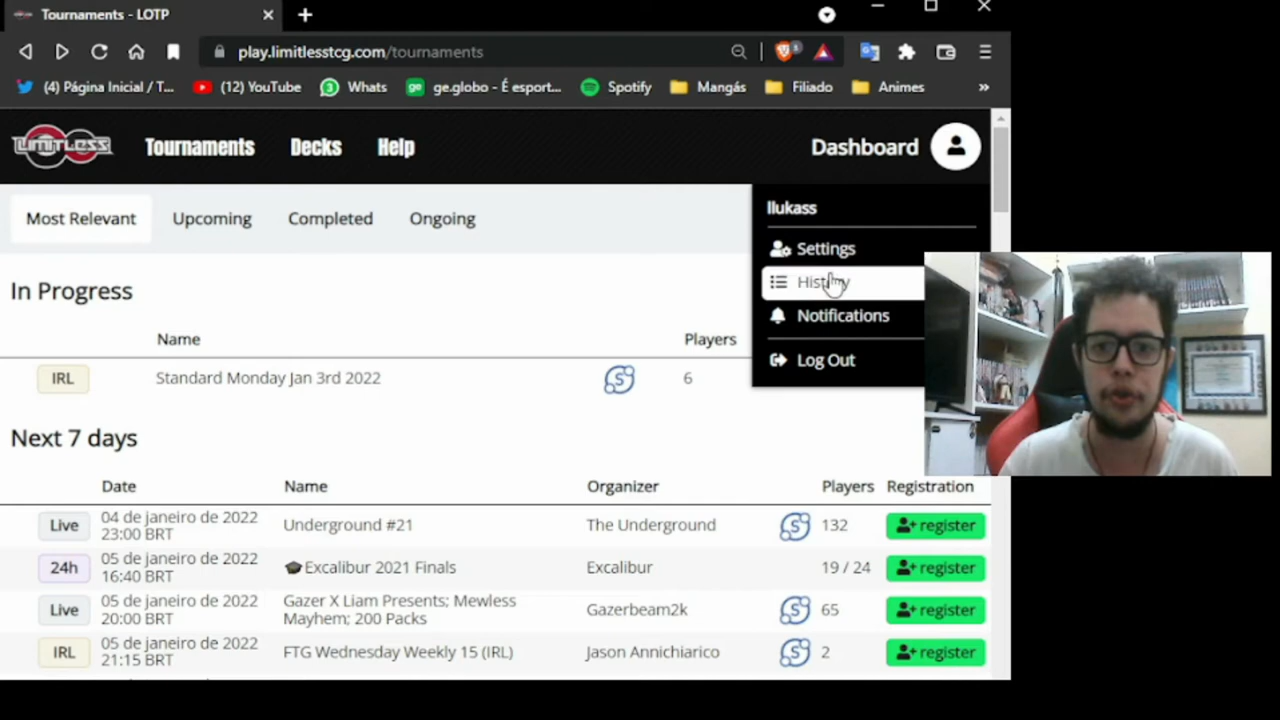 Tournaments - LOTP
play.limitlesstcg.com/tournaments
(4) Página Inicial / T... (12) YouTube Whats ge.globo - É esport... Spotify Mangás Filiado Animes »
LIMITLESS Tournaments Decks Help Dashboard
Most Relevant Upcoming Completed Ongoing
llukass
Settings
History
Notifications
Log Out
In Progress
Name Players
IRL Standard Monday Jan 3rd 2022 6
Next 7 days
Date Name Organizer Players Registration
Live 04 de janeiro de 2022 23:00 BRT Underground #21 The Underground 132 register
24h 05 de janeiro de 2022 16:40 BRT Excalibur 2021 Finals Excalibur 19 / 24 register
Live 05 de janeiro de 2022 20:00 BRT Gazer X Liam Presents; Mewless Mayhem; 200 Packs Gazerbeam2k 65 register
IRL 05 de janeiro de 2022 21:15 BRT FTG Wednesday Weekly 15 (IRL) Jason Annichiarico 2 register